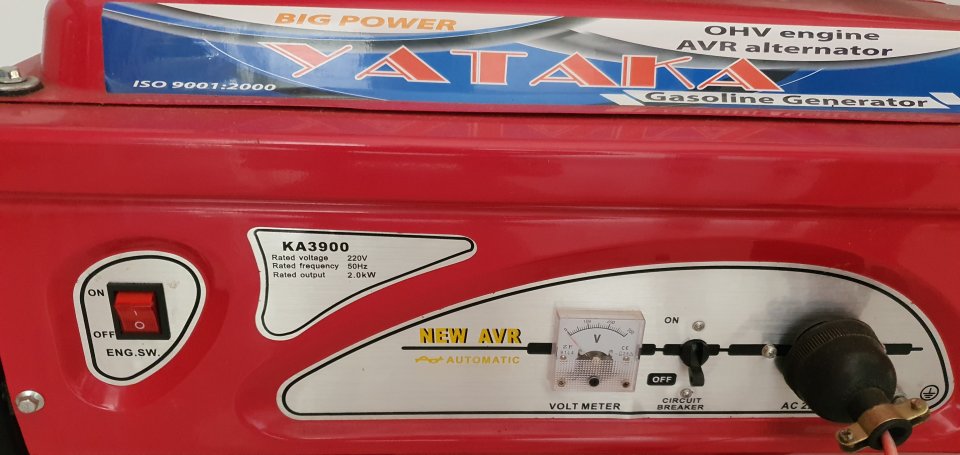 BIG POWER
OHV engine
AVR alternator
YATAKA
ISO 9001:2000
Gasoline Generator
KA3900
Rated voltage 220V
Rated frequency 50Hz
Rated output 2.0kW
ON
OFF
ENG.SW.
NEW AVR
AUTOMATIC
V
ON
OFF
VOLT METER
CIRCUIT
BREAKER
AC